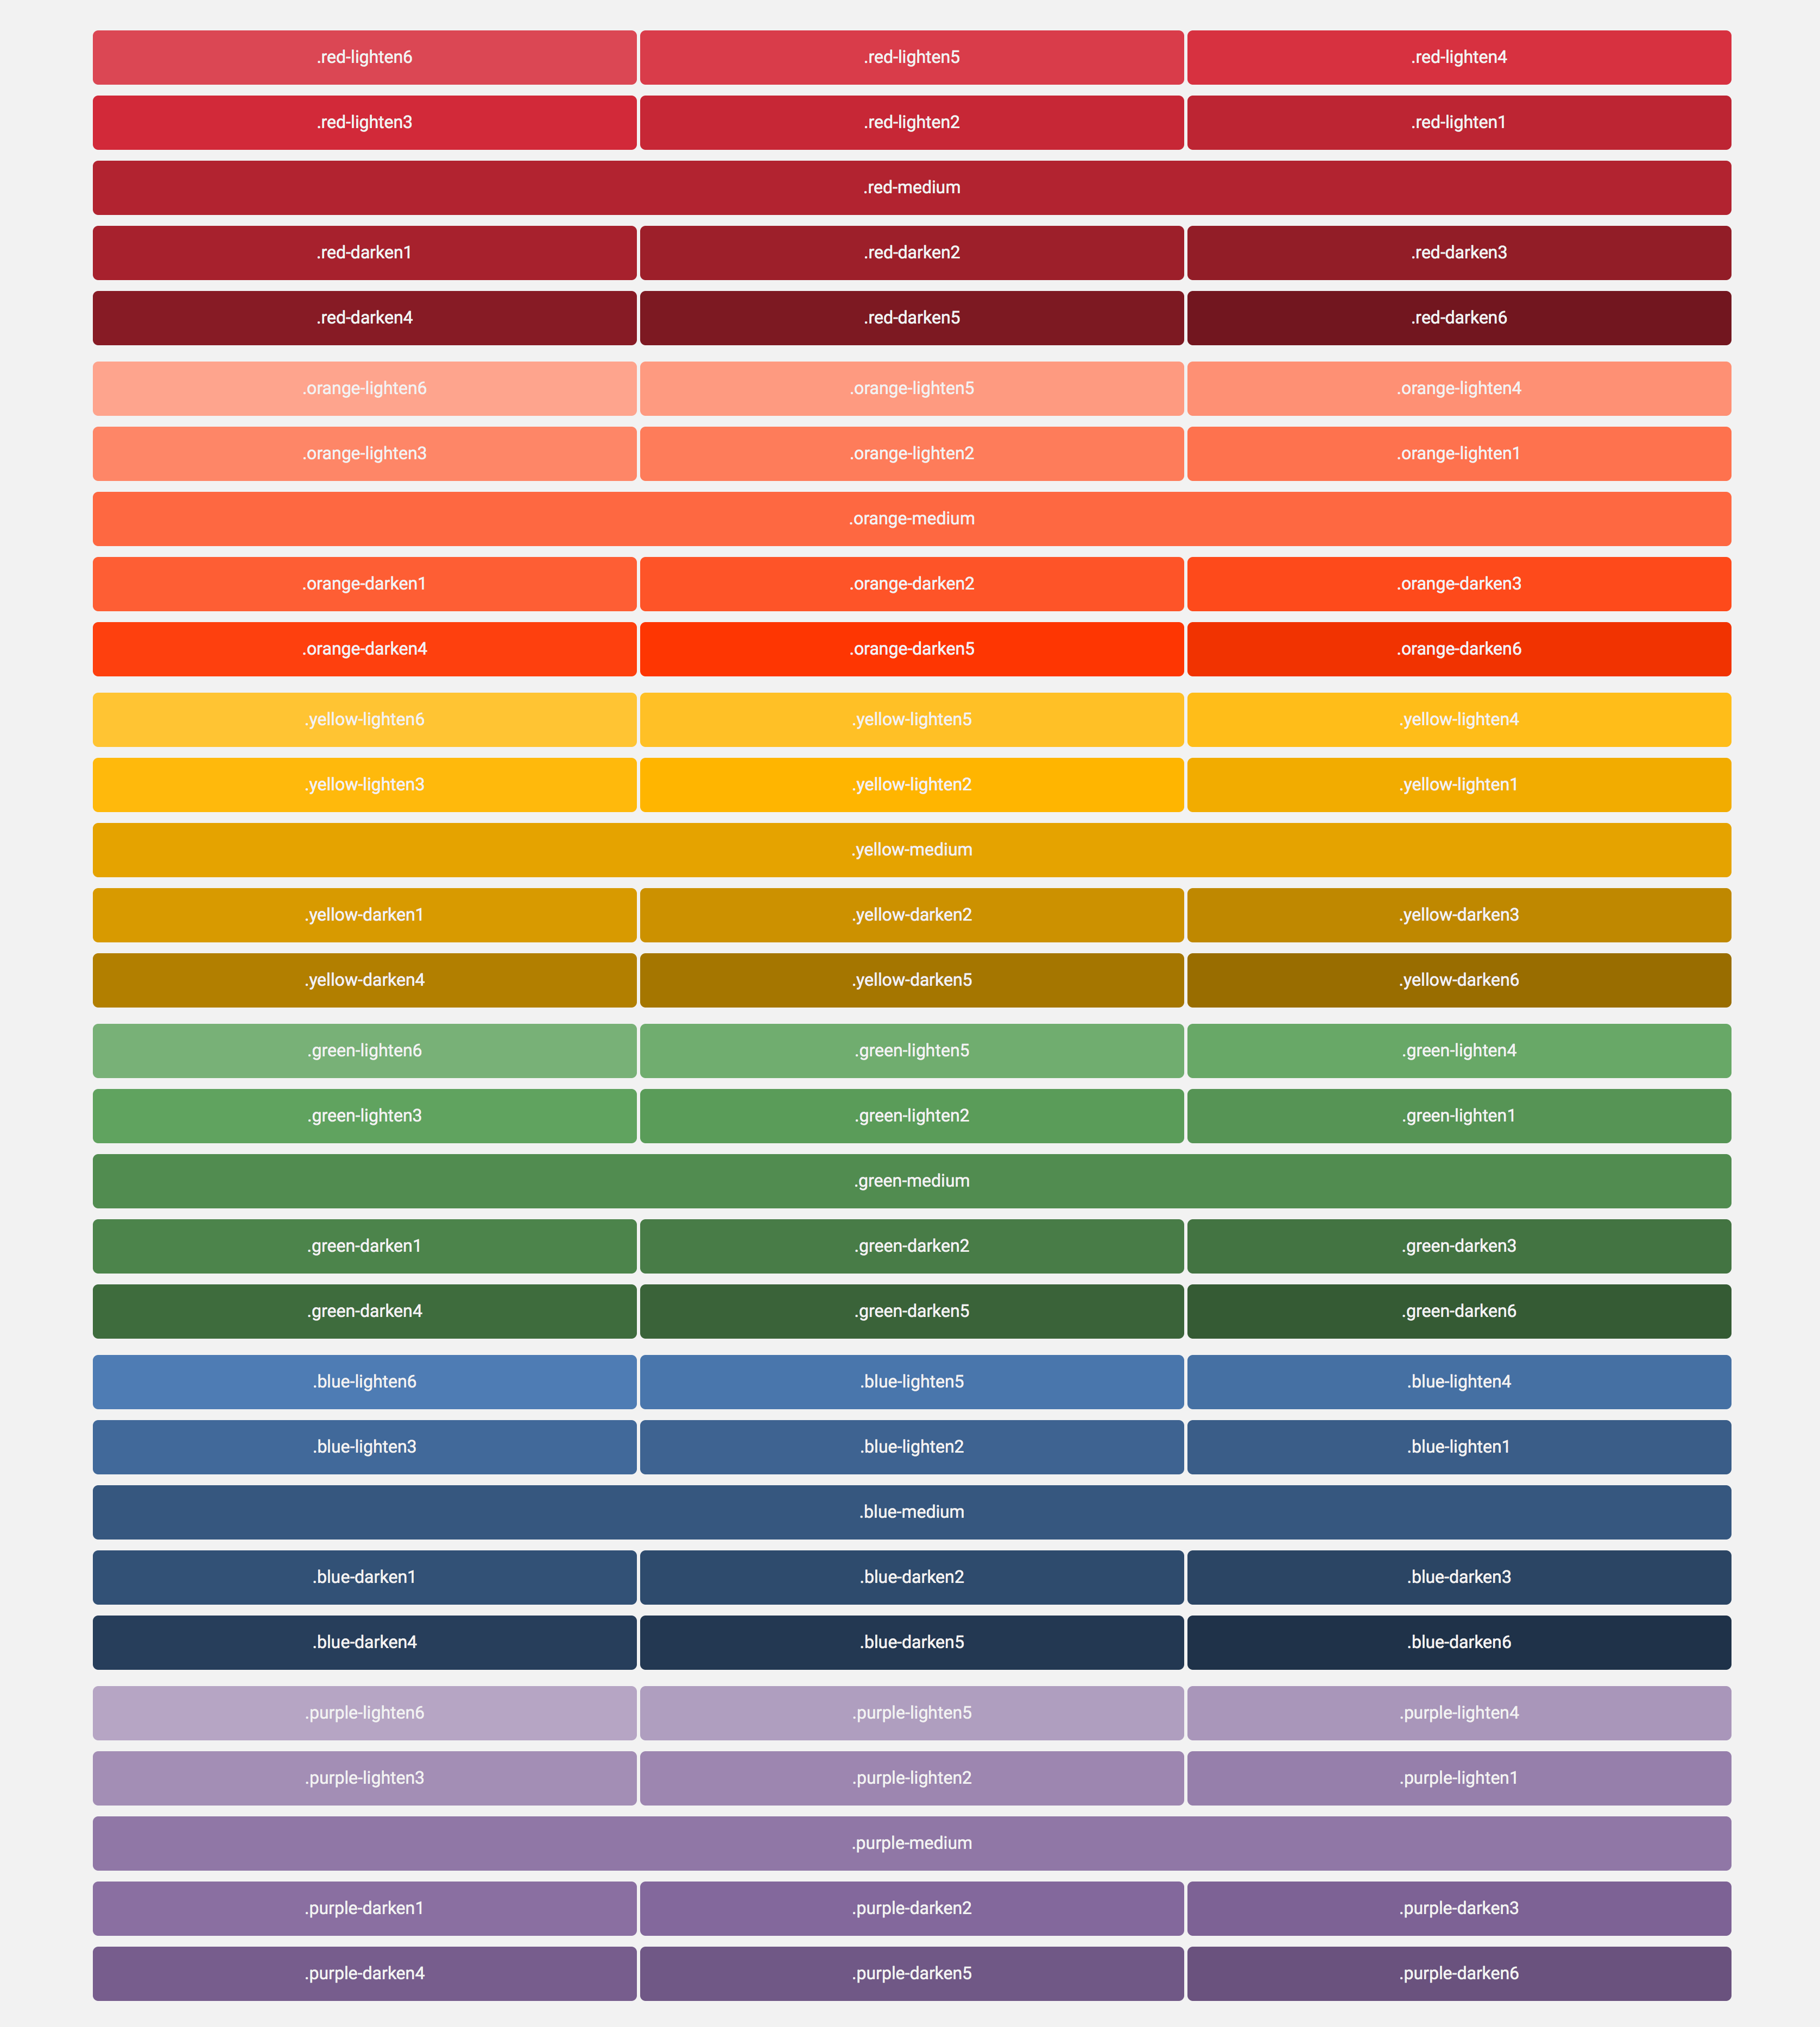 .red-lighten6 .red-lighten5 .red-lighten4
.red-lighten3 .red-lighten2 .red-lighten1
.red-medium
.red-darken1 .red-darken2 .red-darken3
.red-darken4 .red-darken5 .red-darken6
.orange-lighten6 .orange-lighten5 .orange-lighten4
.orange-lighten3 .orange-lighten2 .orange-lighten1
.orange-medium
.orange-darken1 .orange-darken2 .orange-darken3
.orange-darken4 .orange-darken5 .orange-darken6
.yellow-lighten6 .yellow-lighten5 .yellow-lighten4
.yellow-lighten3 .yellow-lighten2 .yellow-lighten1
.yellow-medium
.yellow-darken1 .yellow-darken2 .yellow-darken3
.yellow-darken4 .yellow-darken5 .yellow-darken6
.green-lighten6 .green-lighten5 .green-lighten4
.green-lighten3 .green-lighten2 .green-lighten1
.green-medium
.green-darken1 .green-darken2 .green-darken3
.green-darken4 .green-darken5 .green-darken6
.blue-lighten6 .blue-lighten5 .blue-lighten4
.blue-lighten3 .blue-lighten2 .blue-lighten1
.blue-medium
.blue-darken1 .blue-darken2 .blue-darken3
.blue-darken4 .blue-darken5 .blue-darken6
.purple-lighten6 .purple-lighten5 .purple-lighten4
.purple-lighten3 .purple-lighten2 .purple-lighten1
.purple-medium
.purple-darken1 .purple-darken2 .purple-darken3
.purple-darken4 .purple-darken5 .purple-darken6